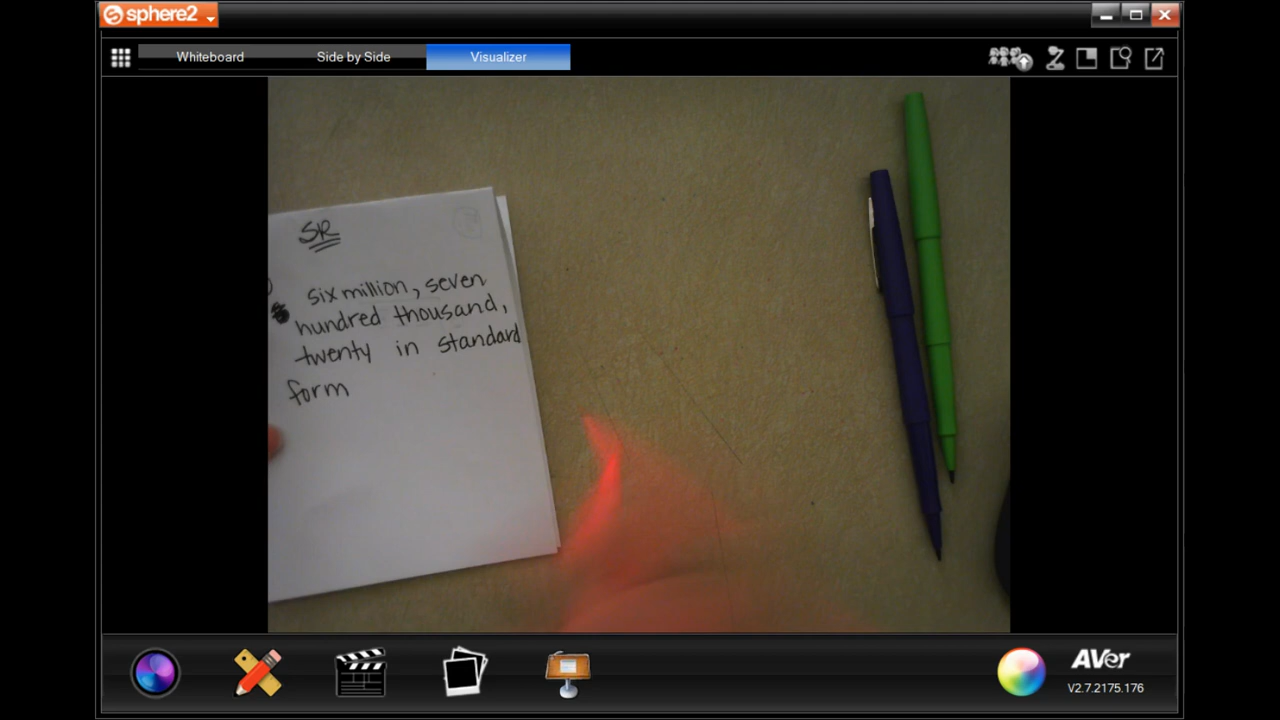 sphere2
Whiteboard
Side by Side
Visualizer
SR
six million, seven
hundred thousand,
twenty in standard
form
AVer
V2.7.2175.176